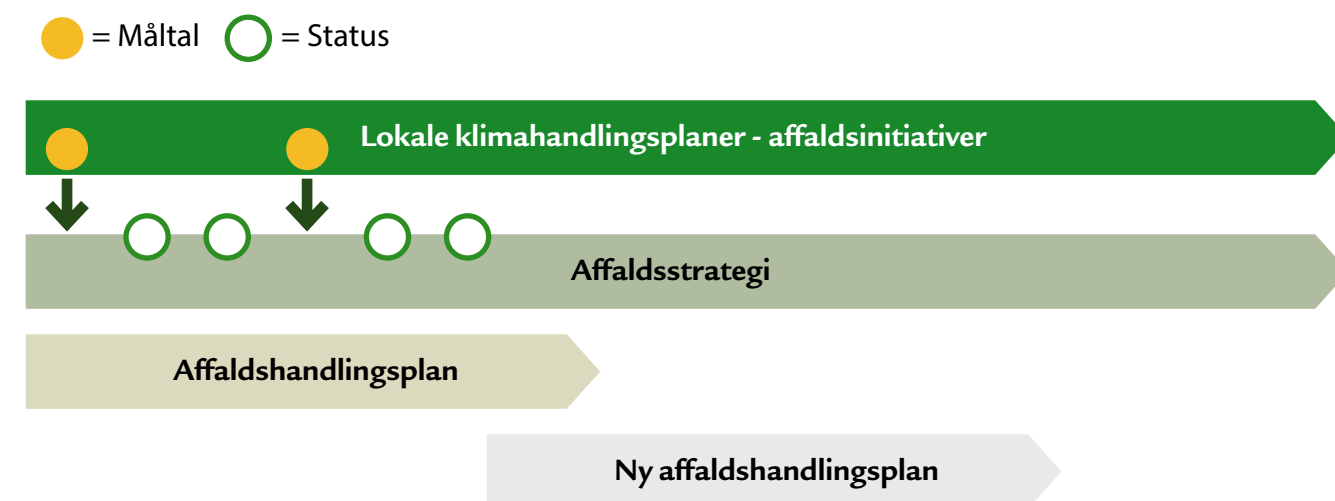 = Måltal = Status
Lokale klimahandlingsplaner - affaldsinitiativer
Affaldsstrategi
Affaldshandlingsplan
Ny affaldshandlingsplan